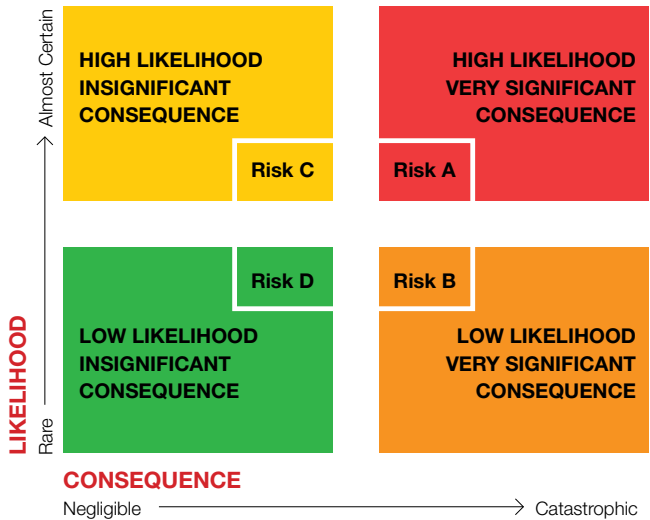 Almost Certain
HIGH LIKELIHOOD
INSIGNIFICANT
CONSEQUENCE
Risk C
HIGH LIKELIHOOD
VERY SIGNIFICANT
CONSEQUENCE
Risk A
Risk D
LOW LIKELIHOOD
INSIGNIFICANT
CONSEQUENCE
Risk B
LOW LIKELIHOOD
VERY SIGNIFICANT
CONSEQUENCE
LIKELIHOOD
Rare
CONSEQUENCE
Negligible
Catastrophic